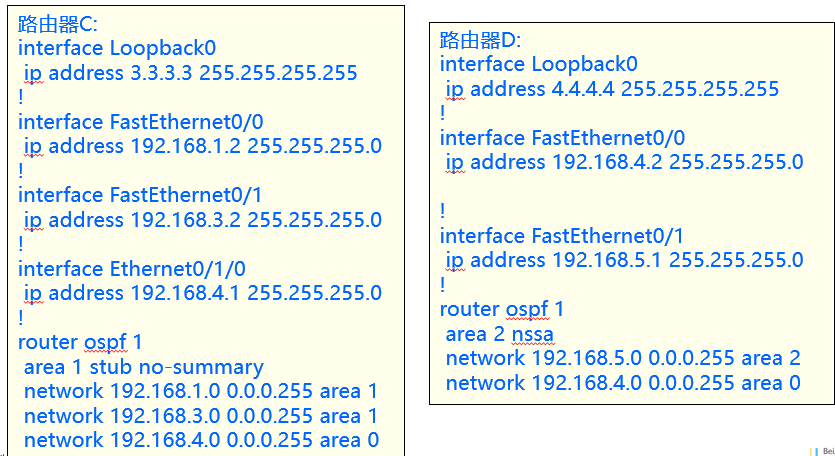 路由器C:
interface Loopback0
ip address 3.3.3.3 255.255.255.255
!
interface FastEthernet0/0
ip address 192.168.1.2 255.255.255.0
!
interface FastEthernet0/1
ip address 192.168.3.2 255.255.255.0
!
interface Ethernet0/1/0
ip address 192.168.4.1 255.255.255.0
!
router ospf 1
area 1 stub no-summary
network 192.168.1.0 0.0.0.255 area 1
network 192.168.3.0 0.0.0.255 area 1
network 192.168.4.0 0.0.0.255 area 0
路由器D:
interface Loopback0
ip address 4.4.4.4 255.255.255.255
!
interface FastEthernet0/0
ip address 192.168.4.2 255.255.255.0
!
interface FastEthernet0/1
ip address 192.168.5.1 255.255.255.0
!
router ospf 1
area 2 nssa
network 192.168.5.0 0.0.0.255 area 2
network 192.168.4.0 0.0.0.255 area 0
Bei